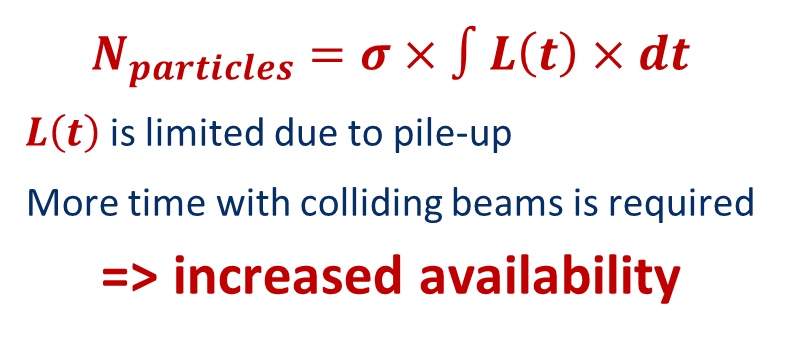 N_particles = σ × ∫ L(t) × dt
L(t) is limited due to pile-up
More time with colliding beams is required
=> increased availability